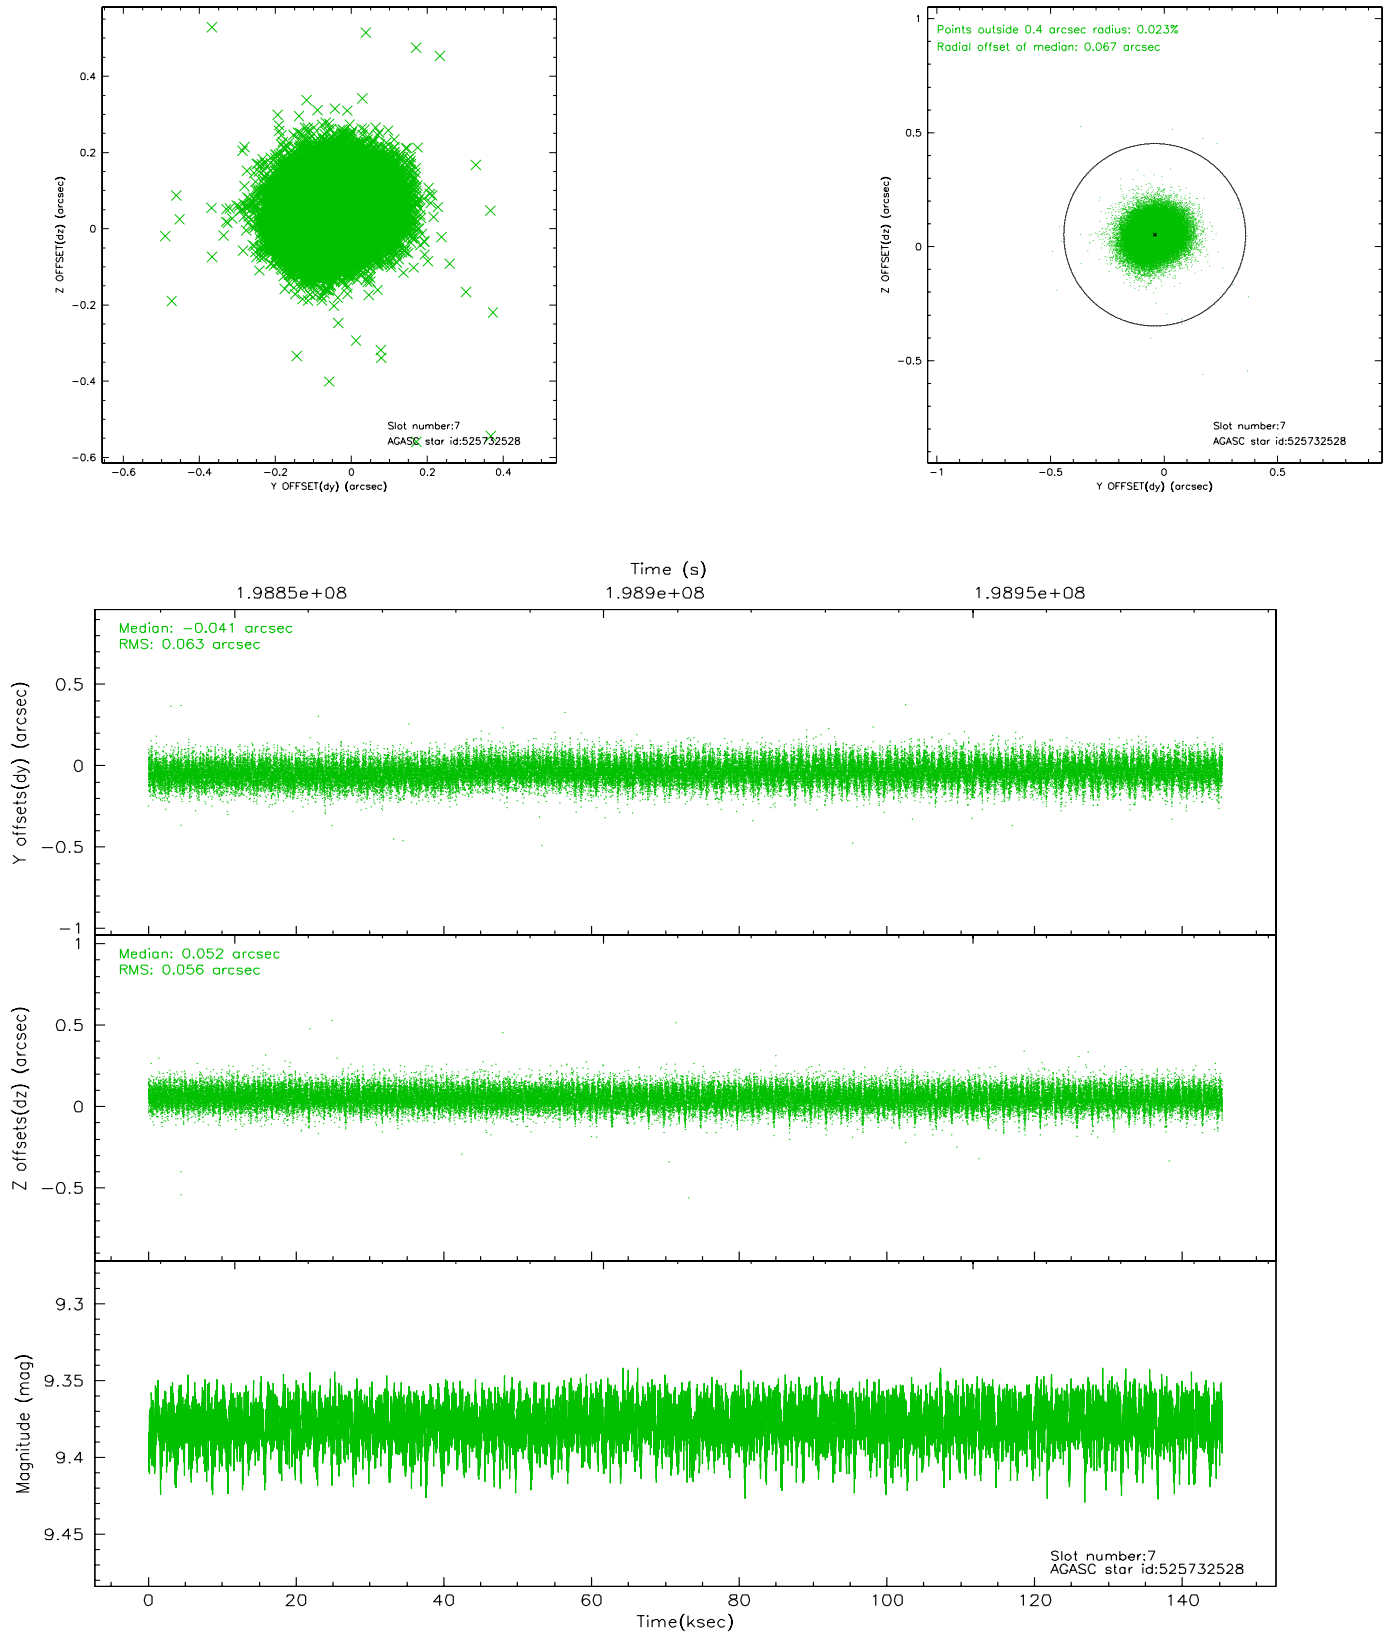 0.4
0.2
0
−0.2
−0.4
−0.6
Z OFFSET(dz) (arcsec)
Slot number:7
AGASC star id:525732528
−0.6
−0.4
−0.2
0
0.2
0.4
Y OFFSET(dy) (arcsec)
1
0.5
0
−0.5
Z OFFSET(dz) (arcsec)
Points outside 0.4 arcsec radius: 0.023%
Radial offset of median: 0.067 arcsec
Slot number:7
AGASC star id:525732528
−1
−0.5
0
0.5
Y OFFSET(dy) (arcsec)
Time (s)
1.9885e+08
1.989e+08
1.9895e+08
Median: −0.041 arcsec
RMS: 0.063 arcsec
0.5
0
−0.5
−1
Y offsets(dy) (arcsec)
Median: 0.052 arcsec
RMS: 0.056 arcsec
1
0.5
0
−0.5
Z offsets(dz) (arcsec)
9.3
9.35
9.4
9.45
Magnitude (mag)
Slot number:7
AGASC star id:525732528
0
20
40
60
80
100
120
140
Time(ksec)